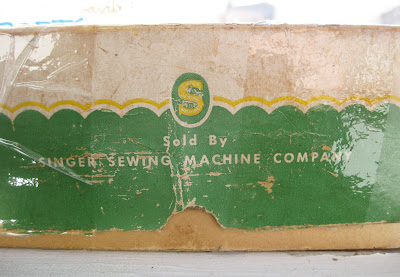 S
Sold By
SINGER SEWING MACHINE COMPANY